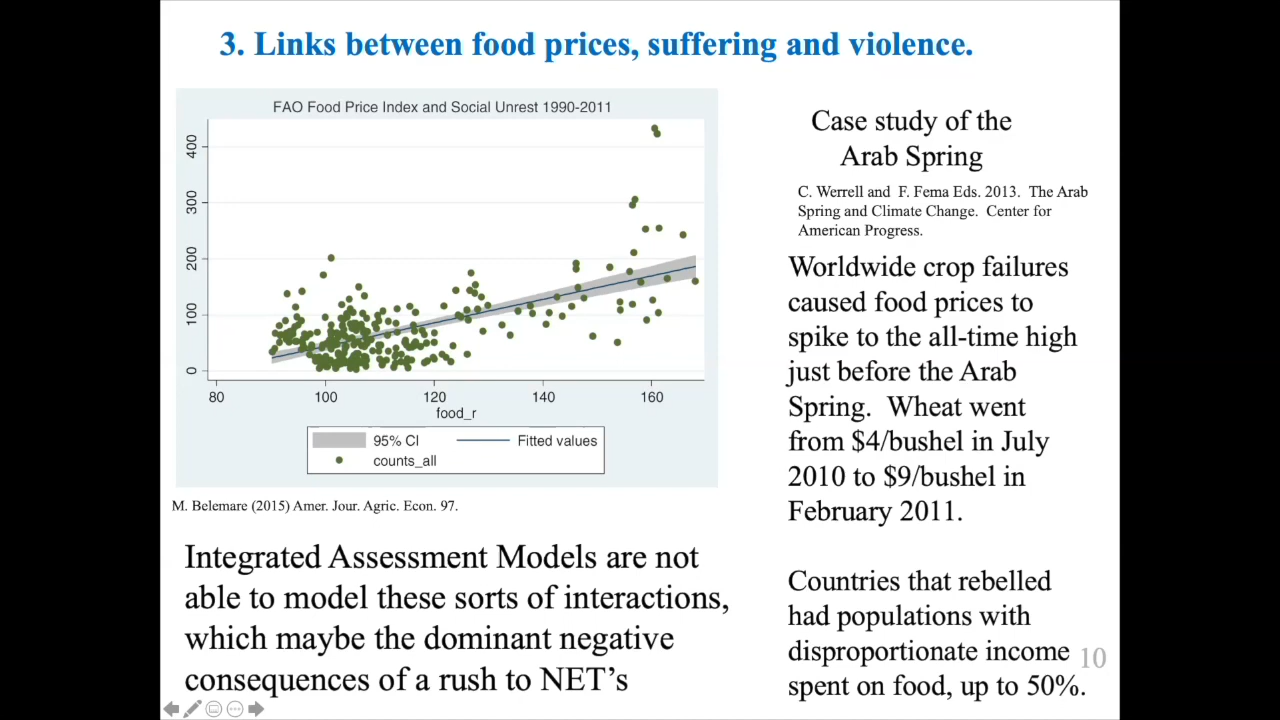 3. Links between food prices, suffering and violence.
FAO Food Price Index and Social Unrest 1990-2011
400
300
200
100
0
80
100
120
140
160
food_r
95% CI
Fitted values
counts_all
M. Belemare (2015) Amer. Jour. Agric. Econ. 97.
Integrated Assessment Models are not
able to model these sorts of interactions,
which maybe the dominant negative
consequences of a rush to NET’s
Case study of the
Arab Spring
C. Werrell and F. Fema Eds. 2013. The Arab
Spring and Climate Change. Center for
American Progress.
Worldwide crop failures
caused food prices to
spike to the all-time high
just before the Arab
Spring. Wheat went
from $4/bushel in July
2010 to $9/bushel in
February 2011.
Countries that rebelled
had populations with
disproportionate income
spent on food, up to 50%.
10